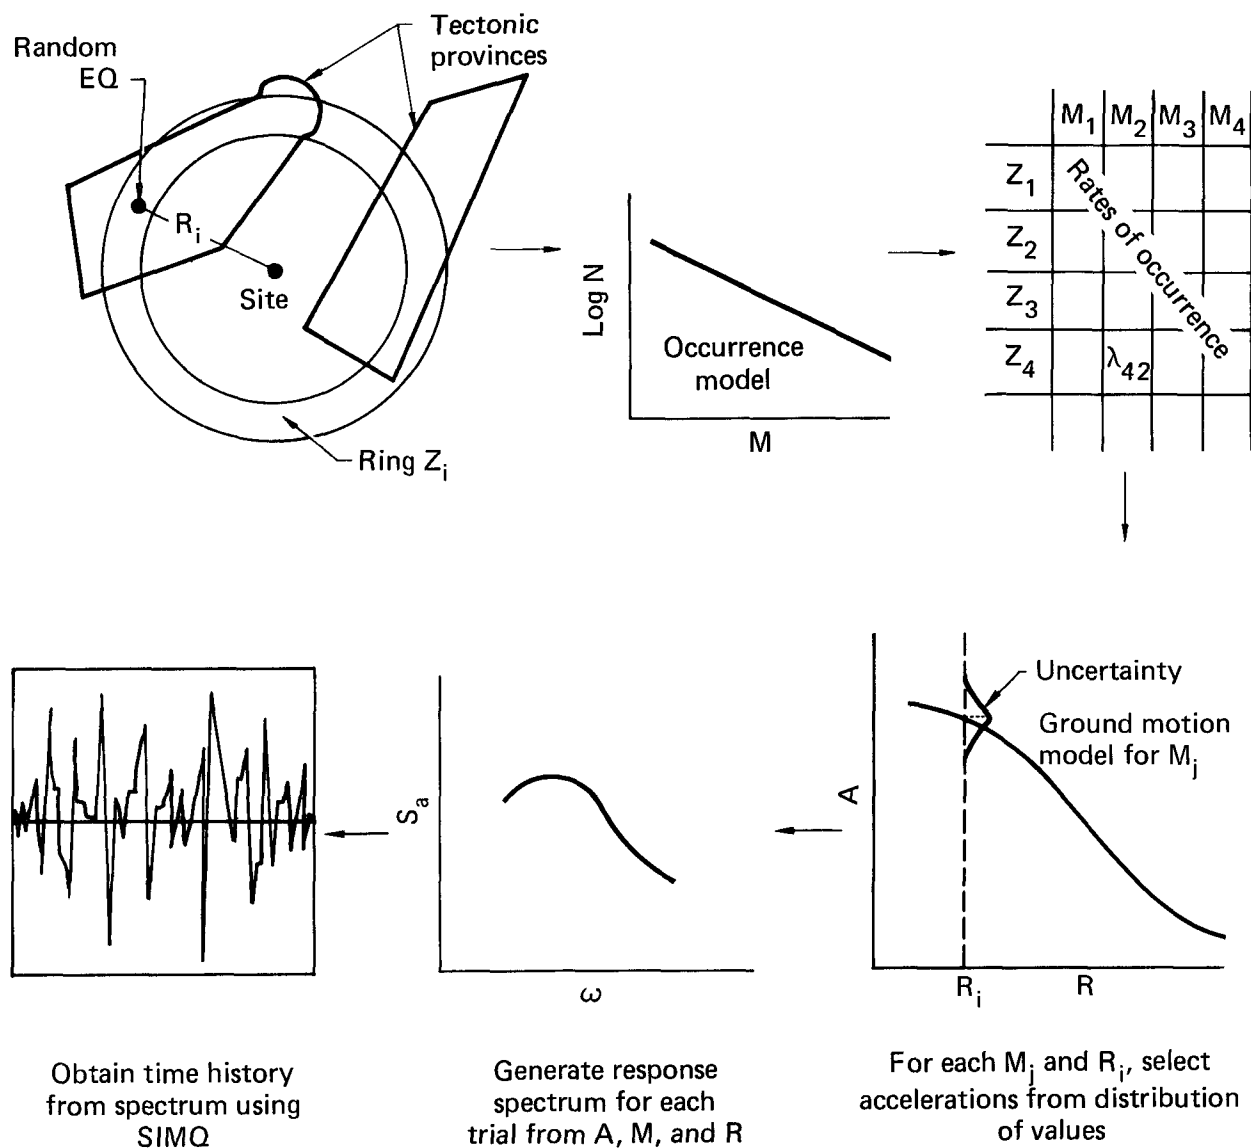 Random
EQ
Tectonic
provinces
R_i
Site
Ring Z_i
Log N
Occurrence
model
M
M_1 M_2 M_3 M_4
Z_1
Z_2
Z_3
Z_4
Rates of occurrence
λ_42
Uncertainty
Ground motion
model for M_j
A
R_i
R
For each M_j and R_i, select
accelerations from distribution
of values
S_a
ω
Generate response
spectrum for each
trial from A, M, and R
Obtain time history
from spectrum using
SIMQ